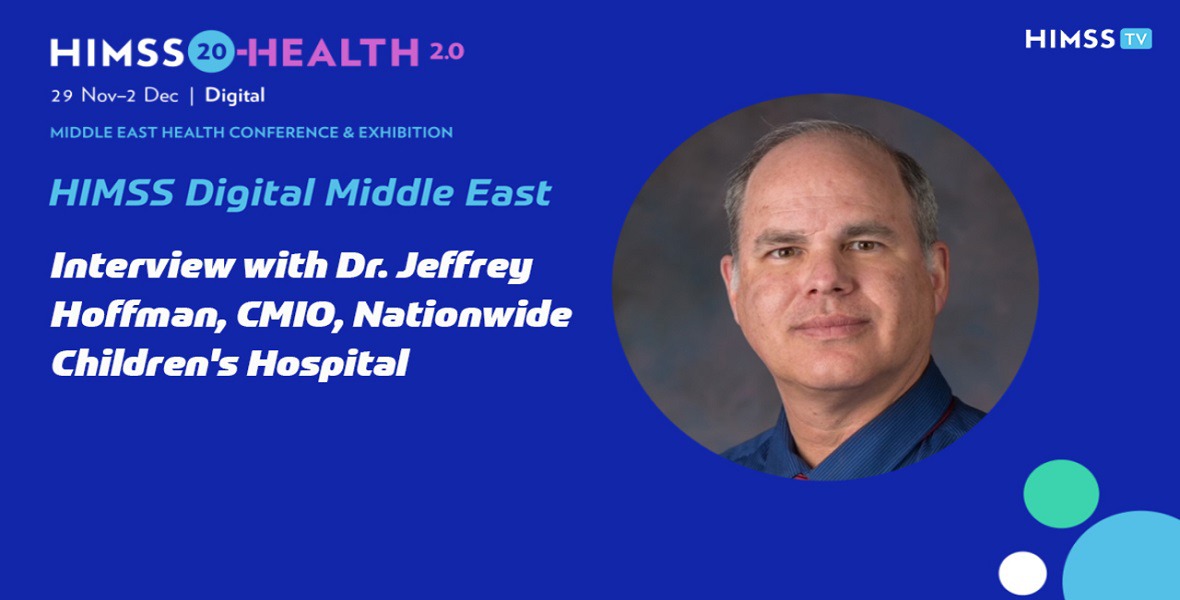 HIMSS20-HEALTH 2.0
29 Nov–2 Dec | Digital
MIDDLE EAST HEALTH CONFERENCE & EXHIBITION
HIMSS Digital Middle East
Interview with Dr. Jeffrey
Hoffman, CMIO, Nationwide
Children's Hospital
HIMSS TV